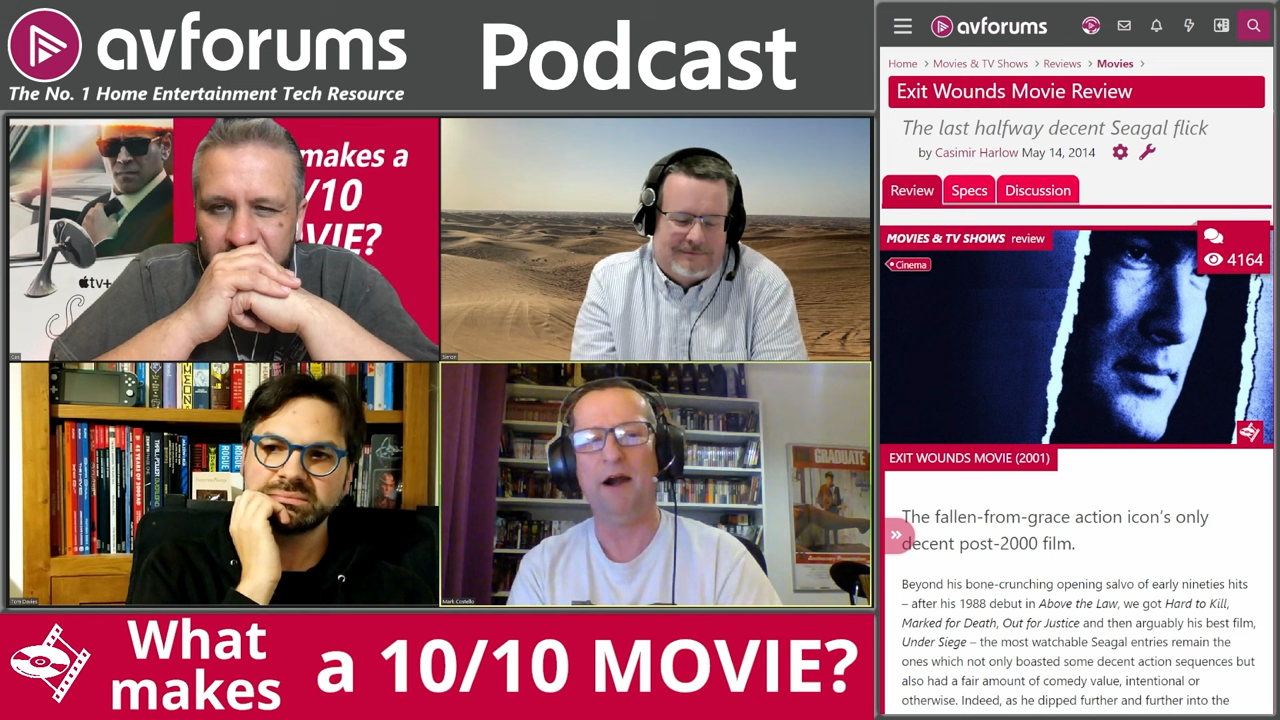 avforums
The No. 1 Home Entertainment Tech Resource
Podcast
makes a
/10
VIE?
tv+
Simon
Tom Davies
GRADUATE
Mark Costello
What
makes
a 10/10 MOVIE?
avforums
Home > Movies & TV Shows > Reviews > Movies >
Exit Wounds Movie Review
The last halfway decent Seagal flick
by Casimir Harlow May 14, 2014
Review Specs Discussion
MOVIES & TV SHOWS review
4164
Cinema
EXIT WOUNDS MOVIE (2001)
The fallen-from-grace action icon's only
decent post-2000 film.
Beyond his bone-crunching opening salvo of early nineties hits
– after his 1988 debut in Above the Law, we got Hard to Kill,
Marked for Death, Out for Justice and then arguably his best film,
Under Siege – the most watchable Seagal entries remain the
ones which not only boasted some decent action sequences but
also had a fair amount of comedy value, intentional or
otherwise. Indeed, as he dipped further and further into the